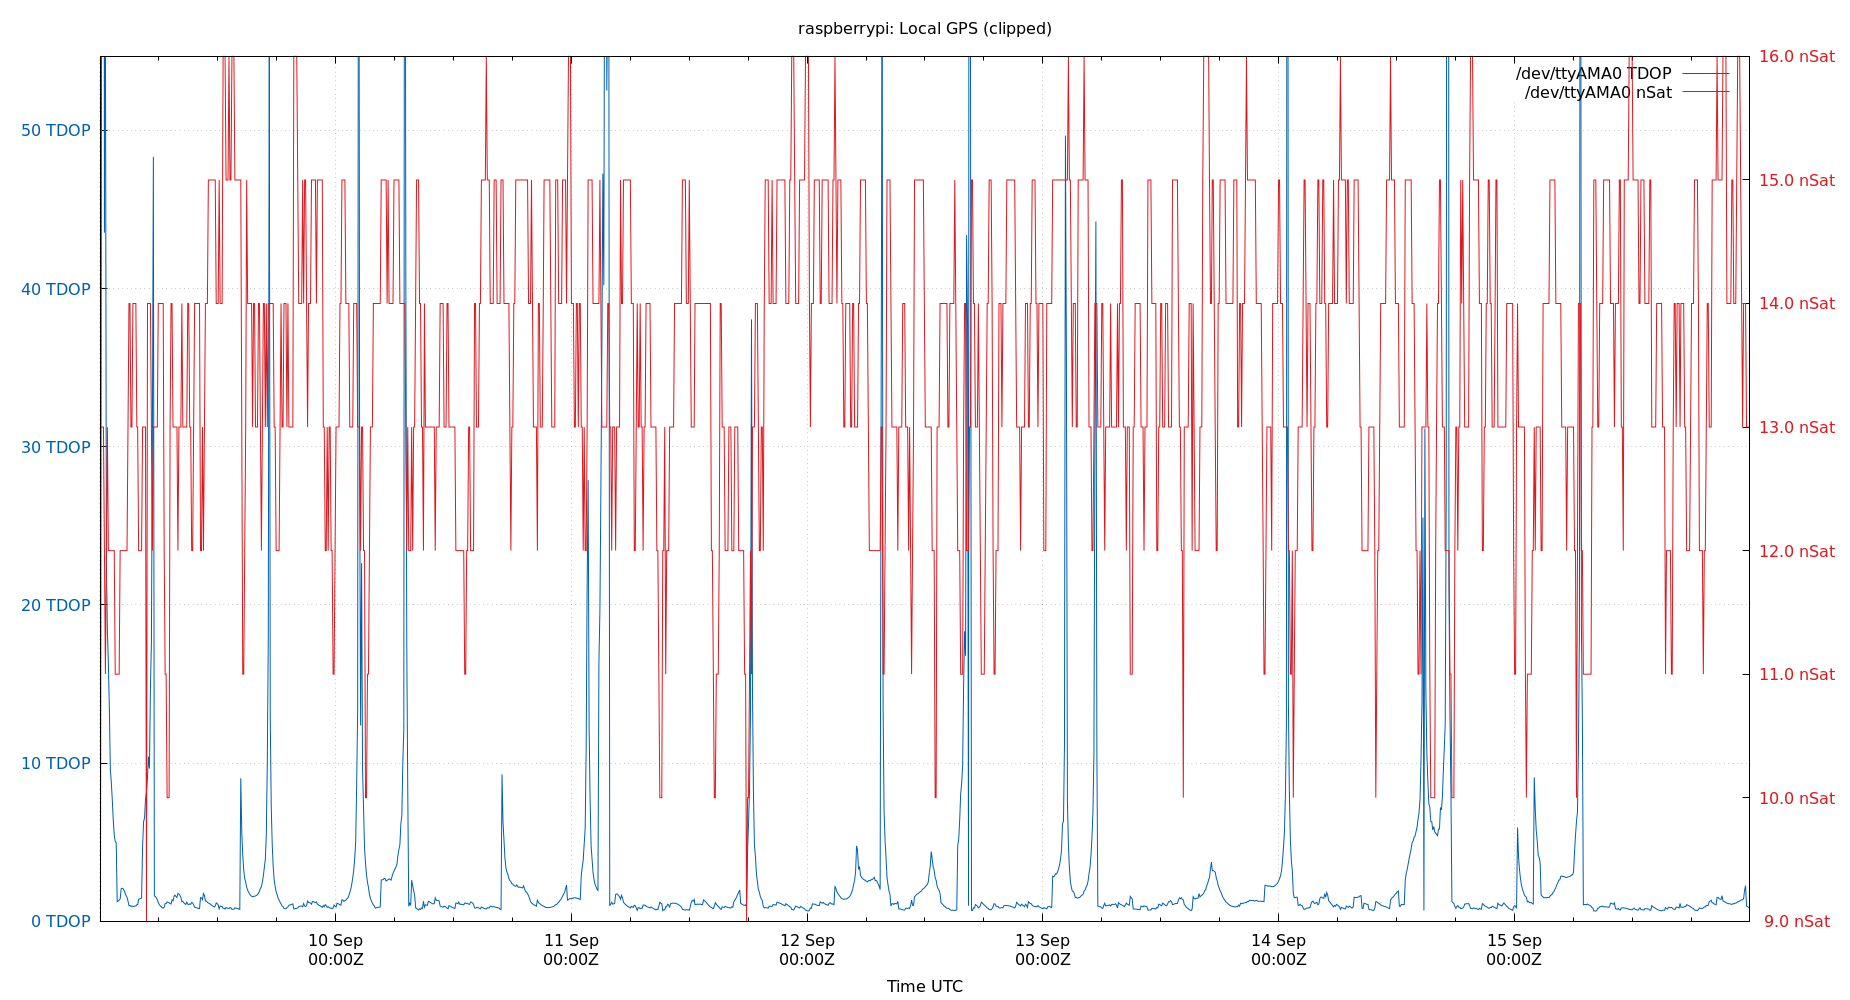 raspberrypi: Local GPS (clipped)
16.0 nSat
/dev/ttyAMA0 TDOP
/dev/ttyAMA0 nSat
50 TDOP
15.0 nSat
40 TDOP
14.0 nSat
13.0 nSat
30 TDOP
12.0 nSat
20 TDOP
11.0 nSat
10 TDOP
10.0 nSat
0 TDOP
9.0 nSat
10 Sep 11 Sep 12 Sep 13 Sep 14 Sep 15 Sep
00:00Z 00:00Z 00:00Z 00:00Z 00:00Z 00:00Z
Time UTC